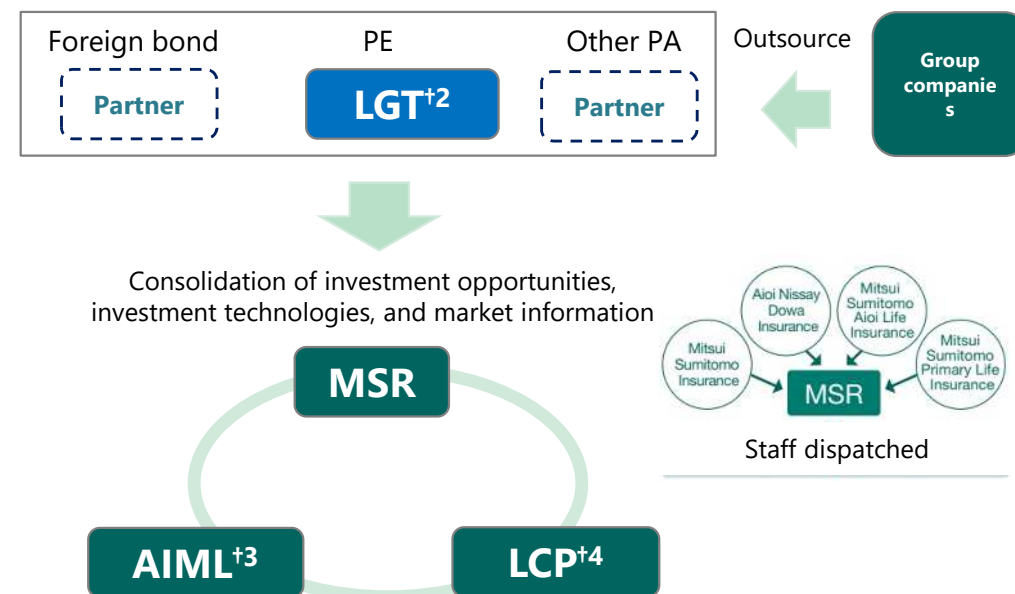 Foreign bond
PE
Other PA
Outsource
Partner
LGT†2
Partner
Group
companie
s
Consolidation of investment opportunities,
investment technologies, and market information
MSR
AIML†3
LCP†4
Mitsui
Sumitomo
Insurance
Aioi Nissay
Dowa
Insurance
Mitsui
Sumitomo
Aioi Life
Insurance
Mitsui
Sumitomo
Primary Life
Insurance
MSR
Staff dispatched